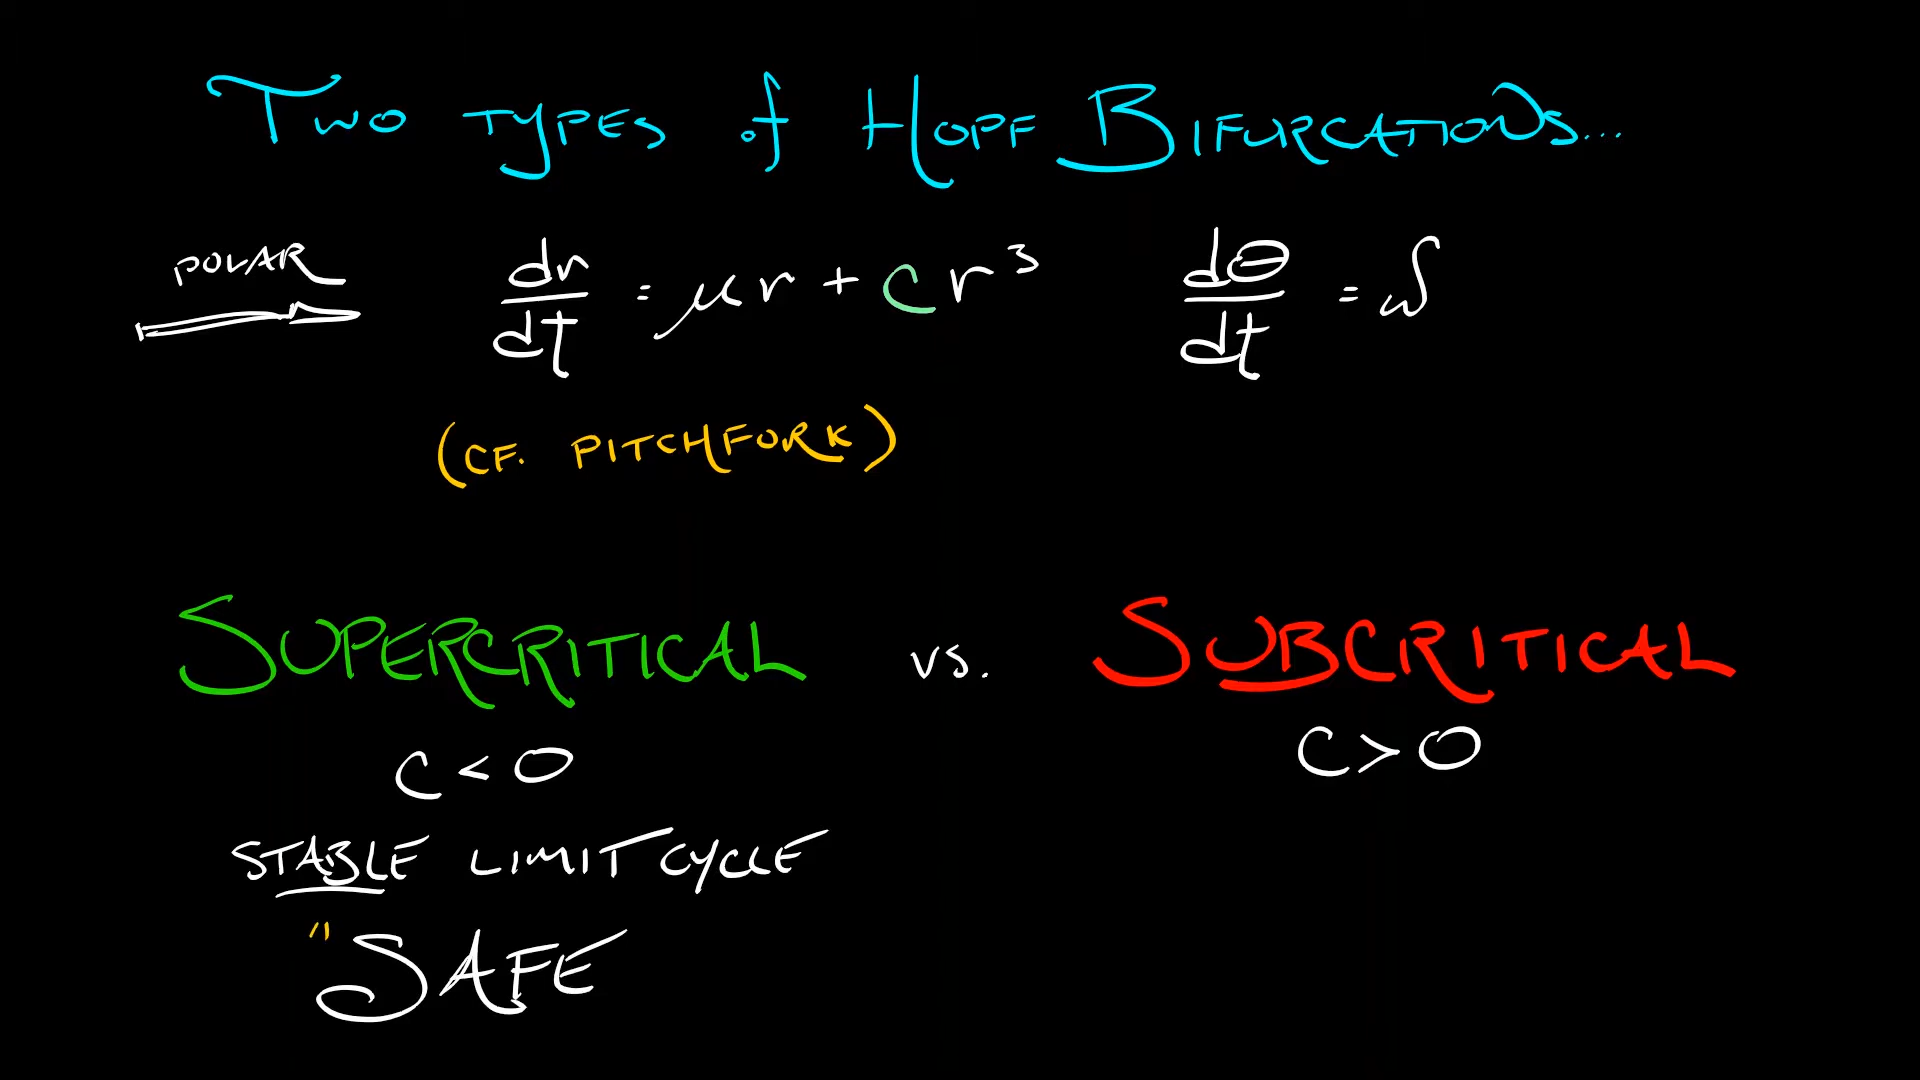 TWO TYPES of HOPF BIFURCATIONS...
POLAR
dr/dt = μr + cr³ dθ/dt = ω
(CF. PITCHFORK)
SUPERCRITICAL vs. SUBCRITICAL
C < 0 C > 0
STABLE LIMIT CYCLE
"SAFE